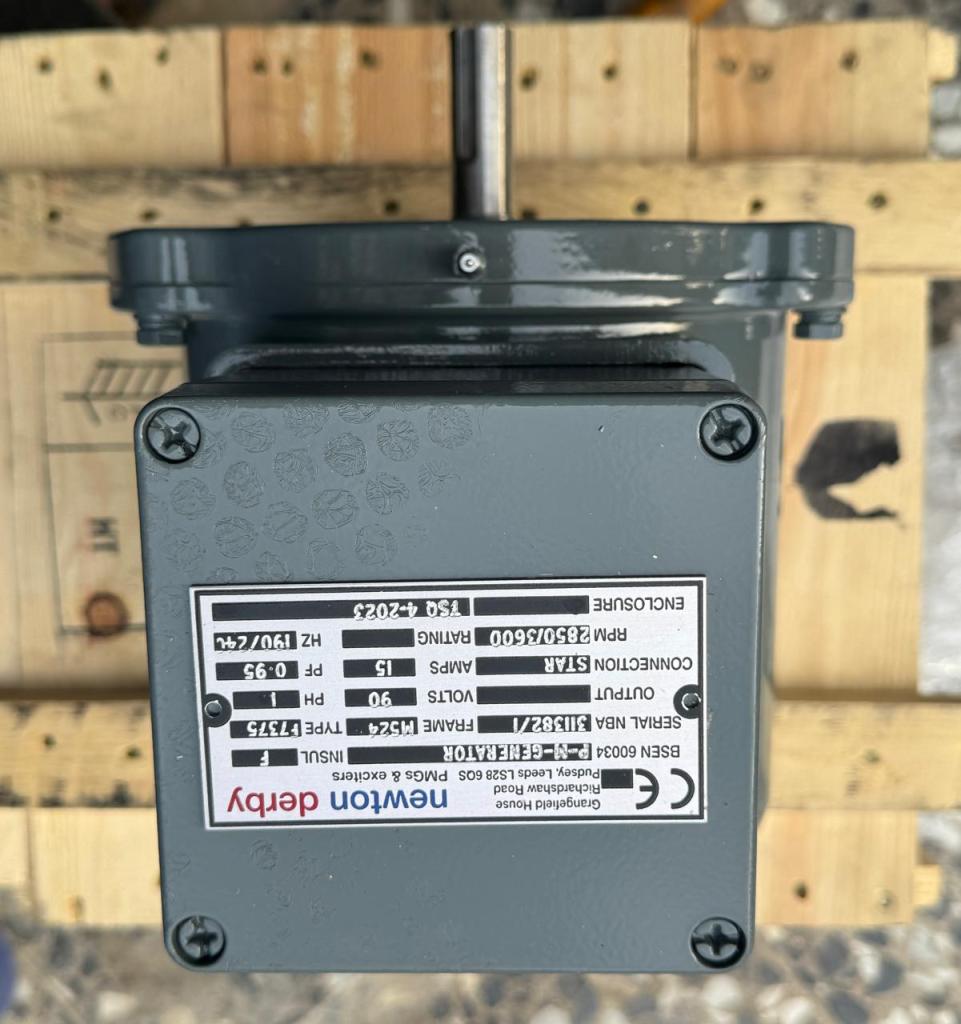 Grangefield House
Richardshaw Road
Pudsey, Leeds LS28 6QS
CE
newton derby
PMGS & exciters
BSEN 60034 P-M-GENERATOR INSUL F
SERIAL NBA 311382/1 FRAME M524 TYPE F7375
OUTPUT VOLTS 90 PH 1
CONNECTION STAR AMPS 15 PF 0.95
RPM 2850/3600 RATING HZ 190/240
ENCLOSURE TSQ 4-2023